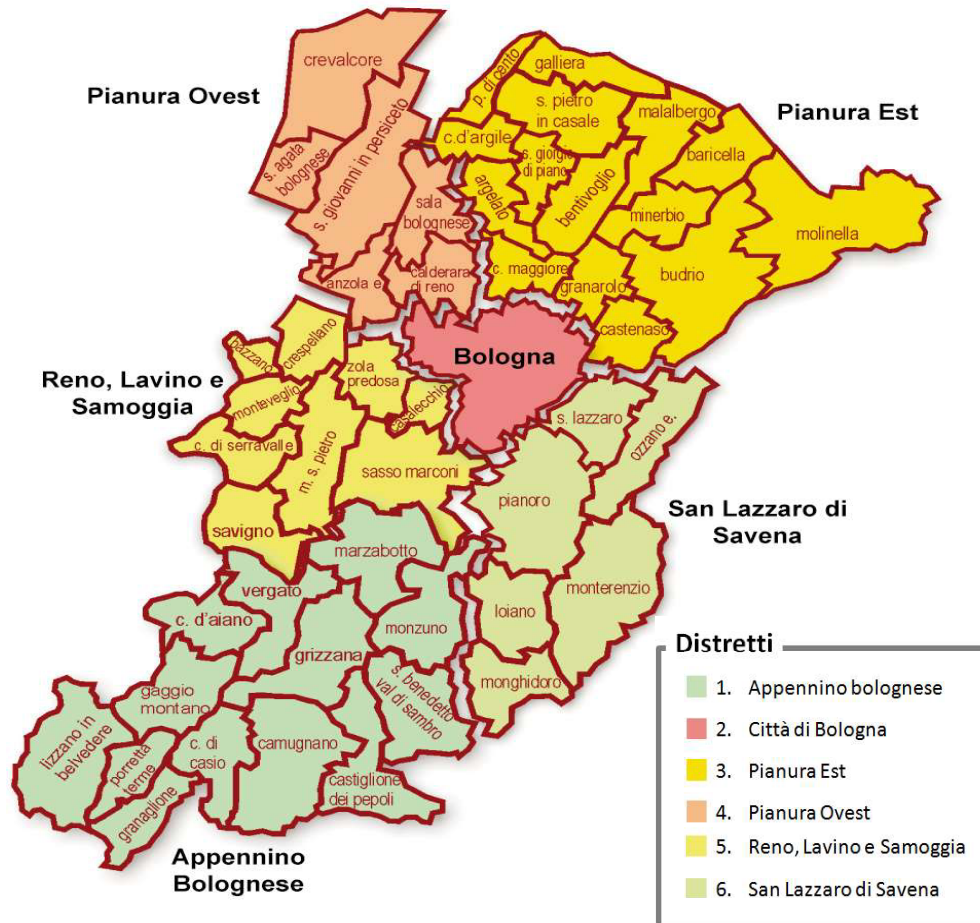 Pianura Ovest
crevalcore
s. agata
bolognese
s. giovanni in persiceto
sala
bolognese
anzola e
calderara
di reno
Pianura Est
p. di cento
galliera
s. pietro
in casale
malalbergo
c.d'argile
s. giorgio
di piano
baricella
argelato
bentivoglio
minerbio
molinella
c. maggiore
granarolo
budrio
castenaso
Bologna
Reno, Lavino e
Samoggia
bazzano
crespellano
zola
predosa
monteveglio
casalecchio
c. di serravalle
m. s. pietro
sasso marconi
savigno
San Lazzaro di
Savena
s. lazzaro
ozzano e.
pianoro
monterenzio
loiano
monghidoro
marzabotto
vergato
c. d'aiano
monzuno
grizzana
gaggio
montano
s. benedetto
val di sambro
lizzano in
belvedere
porretta
terme
c. di
casio
camugnano
castiglione
dei pepoli
granaglione
Appennino
Bolognese
Distretti
1. Appennino bolognese
2. Città di Bologna
3. Pianura Est
4. Pianura Ovest
5. Reno, Lavino e Samoggia
6. San Lazzaro di Savena